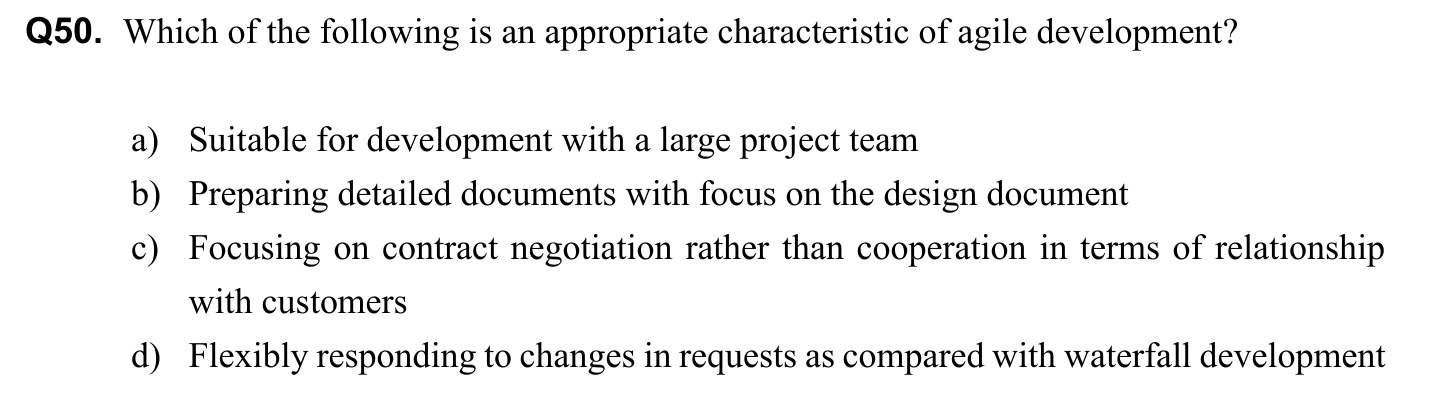 Q50. Which of the following is an appropriate characteristic of agile development?
a) Suitable for development with a large project team
b) Preparing detailed documents with focus on the design document
c) Focusing on contract negotiation rather than cooperation in terms of relationship
with customers
d) Flexibly responding to changes in requests as compared with waterfall development